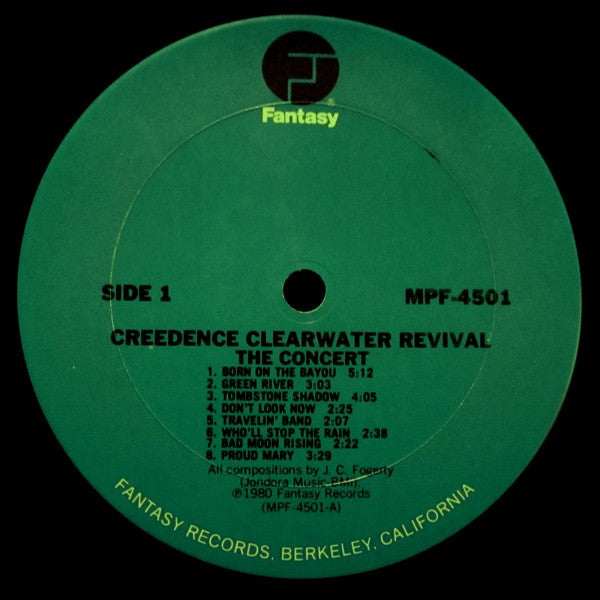 ®
Fantasy
SIDE 1 MPF-4501
CREEDENCE CLEARWATER REVIVAL
THE CONCERT
1. BORN ON THE BAYOU 5:12
2. GREEN RIVER 3:03
3. TOMBSTONE SHADOW 4:05
4. DON'T LOOK NOW 2:25
5. TRAVELIN' BAND 2:07
6. WHO'LL STOP THE RAIN 2:38
7. BAD MOON RISING 2:22
8. PROUD MARY 3:29
All compositions by J. C. Fogerty
(Jondora Music-BMI).
℗1980 Fantasy Records
(MPF-4501-A)
FANTASY RECORDS, BERKELEY, CALIFORNIA